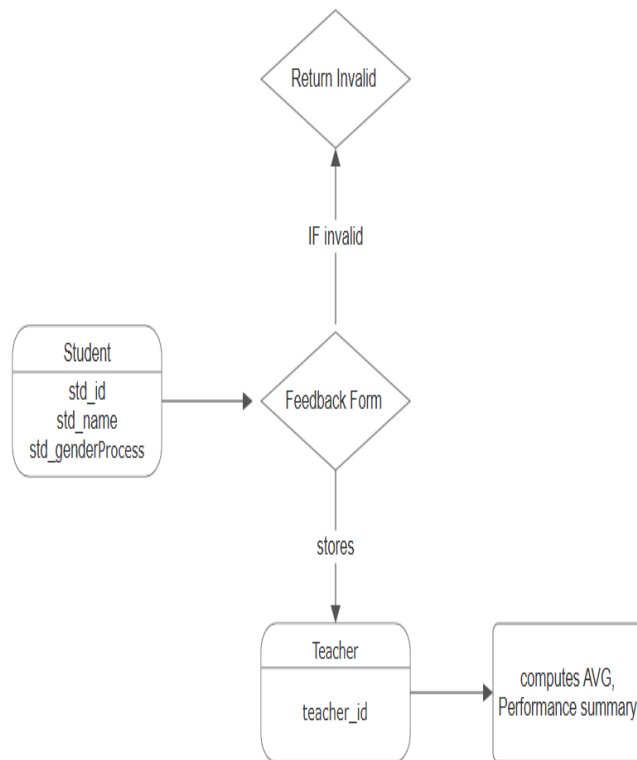 Return Invalid
IF invalid
Student
std_id
std_name
std_genderProcess
Feedback Form
stores
Teacher
teacher_id
computes AVG,
Performance summary